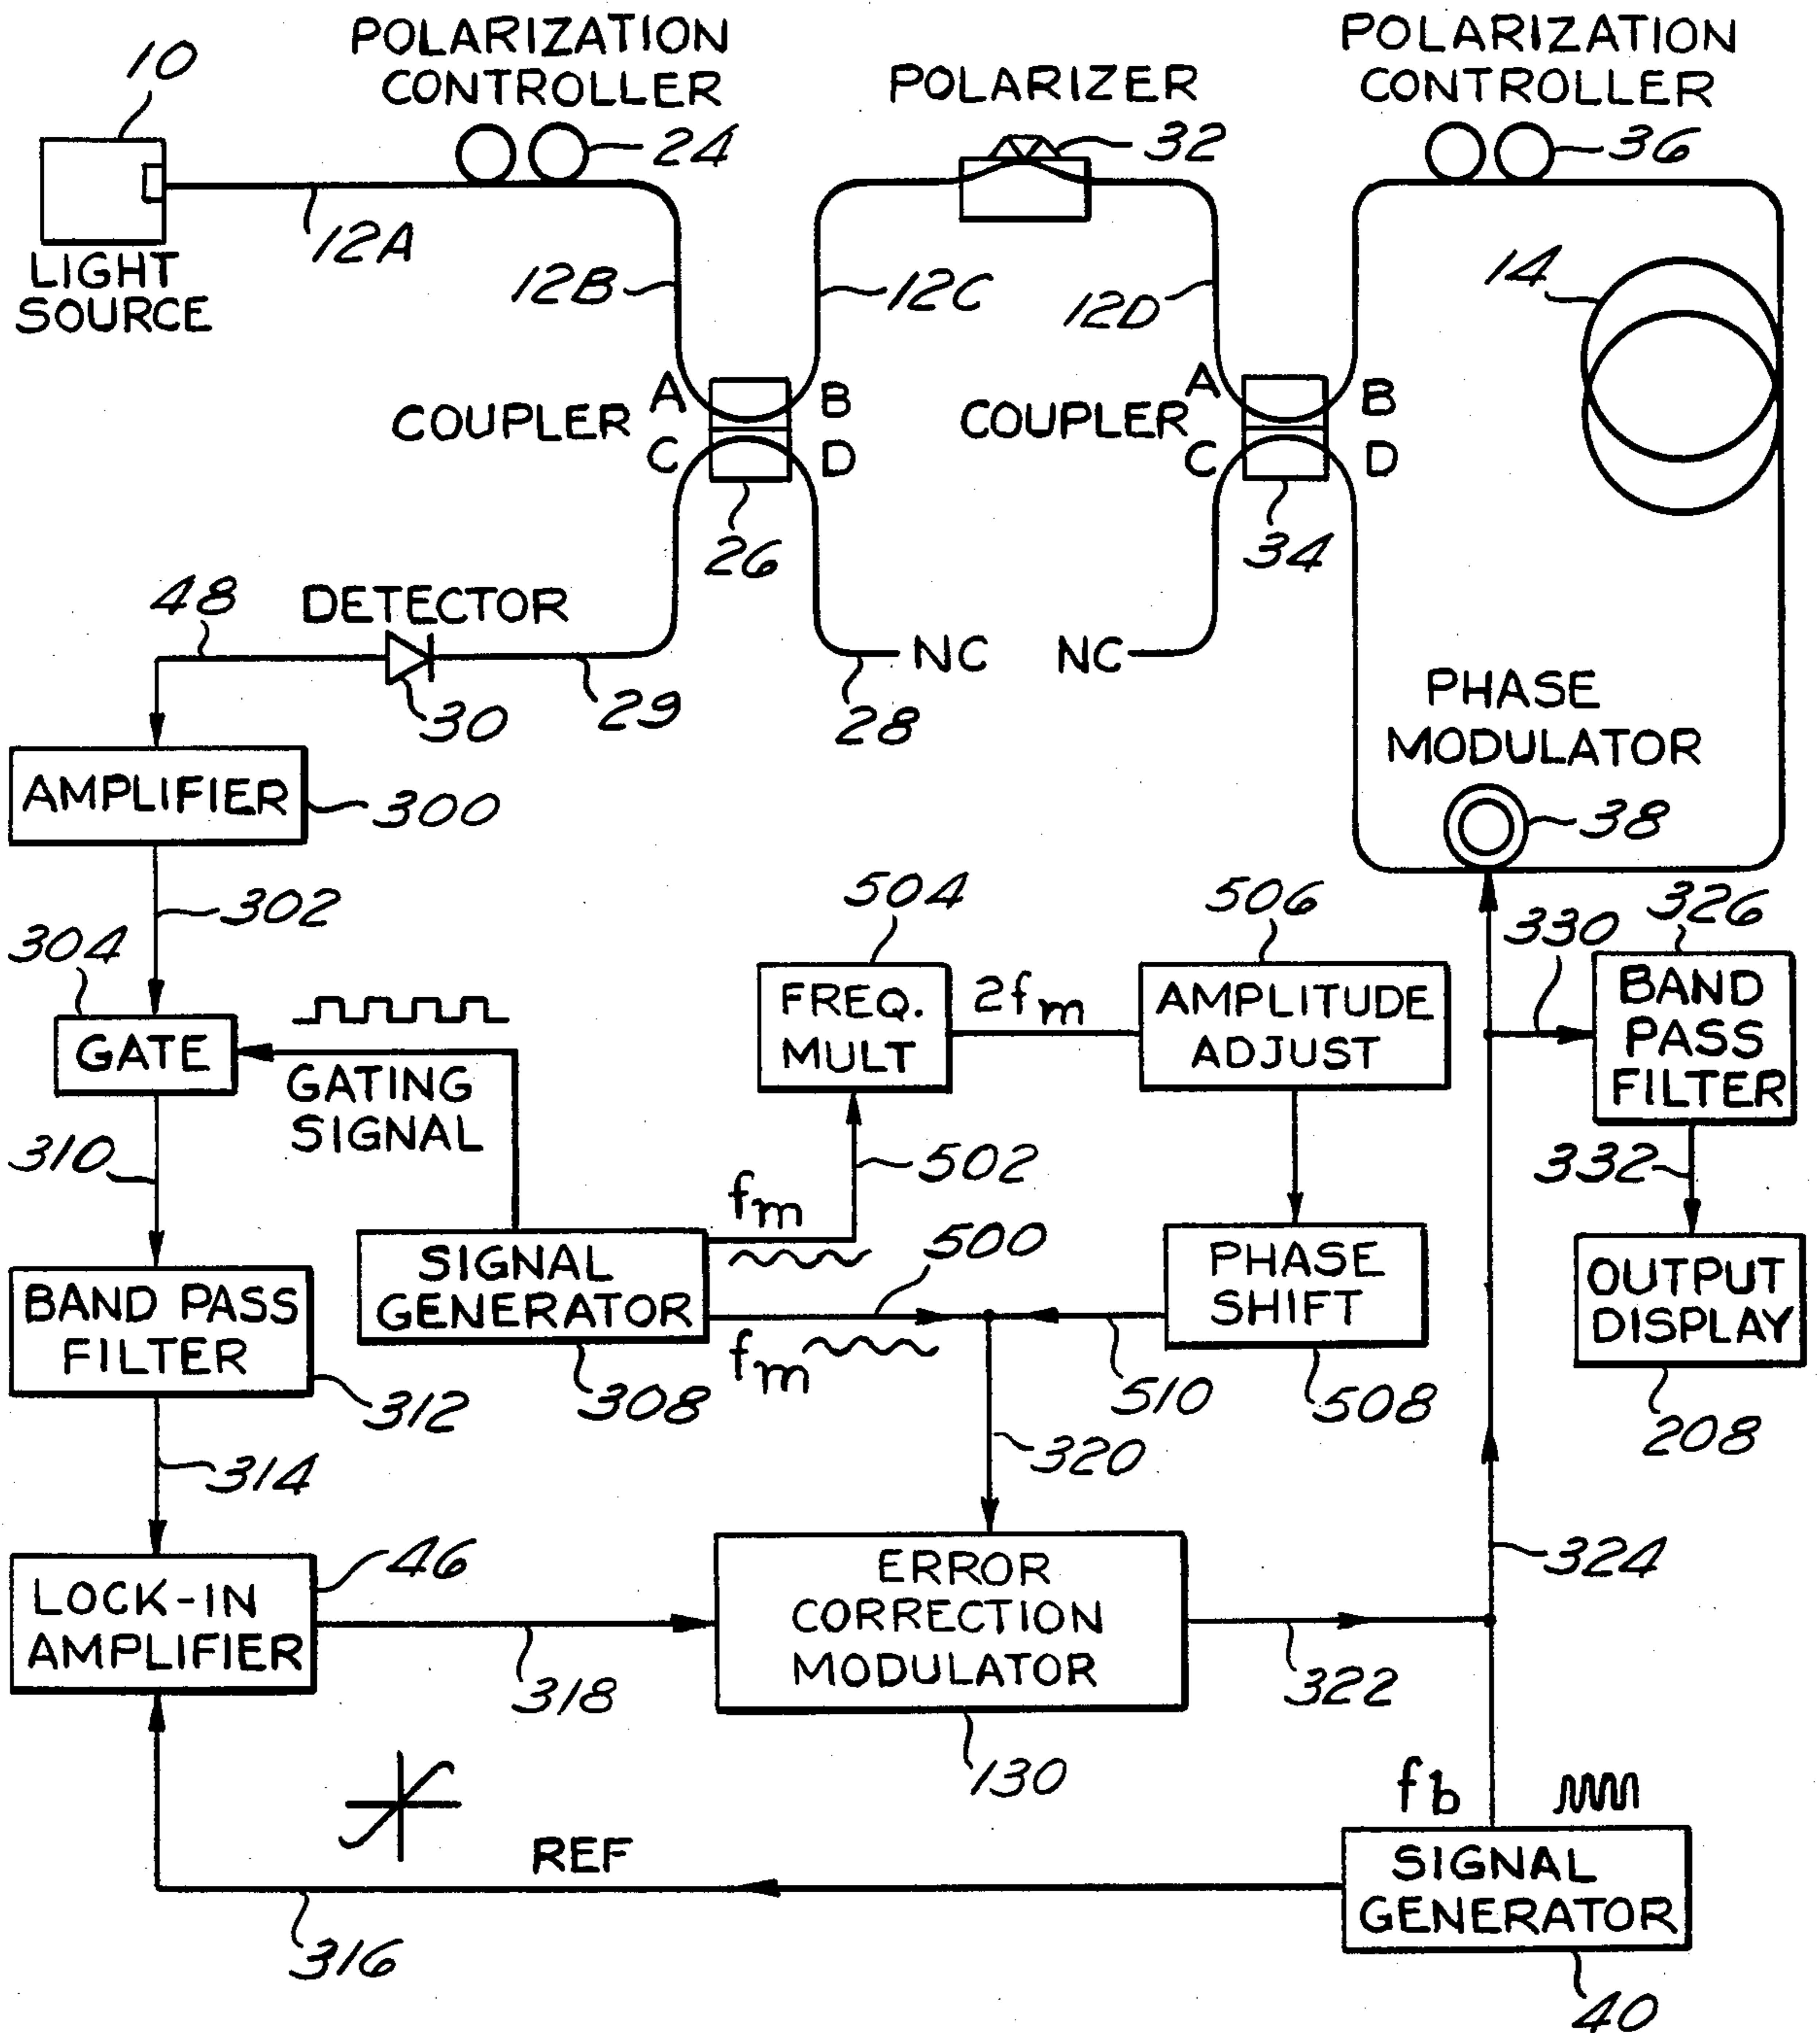 10
POLARIZATION
CONTROLLER
24
POLARIZER
32
POLARIZATION
CONTROLLER
36
LIGHT
SOURCE
12A
12B
12C
12D
14
COUPLER
A
B
C
D
26
COUPLER
A
B
C
D
34
48
DETECTOR
30
29
NC
28
NC
PHASE
MODULATOR
38
AMPLIFIER
300
302
304
GATE
GATING
SIGNAL
310
504
FREQ.
MULT
2fm
506
AMPLITUDE
ADJUST
330
326
BAND
PASS
FILTER
332
OUTPUT
DISPLAY
208
502
fm
SIGNAL
GENERATOR
308
500
fm
PHASE
SHIFT
510
508
320
BAND PASS
FILTER
312
314
LOCK-IN
AMPLIFIER
46
318
ERROR
CORRECTION
MODULATOR
130
322
324
fb
SIGNAL
GENERATOR
40
REF
316